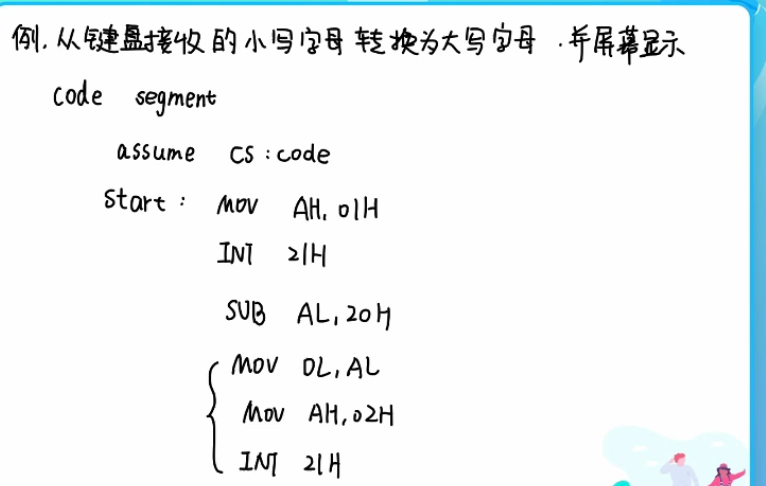 例.从键盘接收的小写字母转换为大写字母.并屏幕显示
code segment
assume CS:code
start: MOV AH,01H
INT 21H
SUB AL,20H
MOV DL,AL
MOV AH,02H
INT 21H